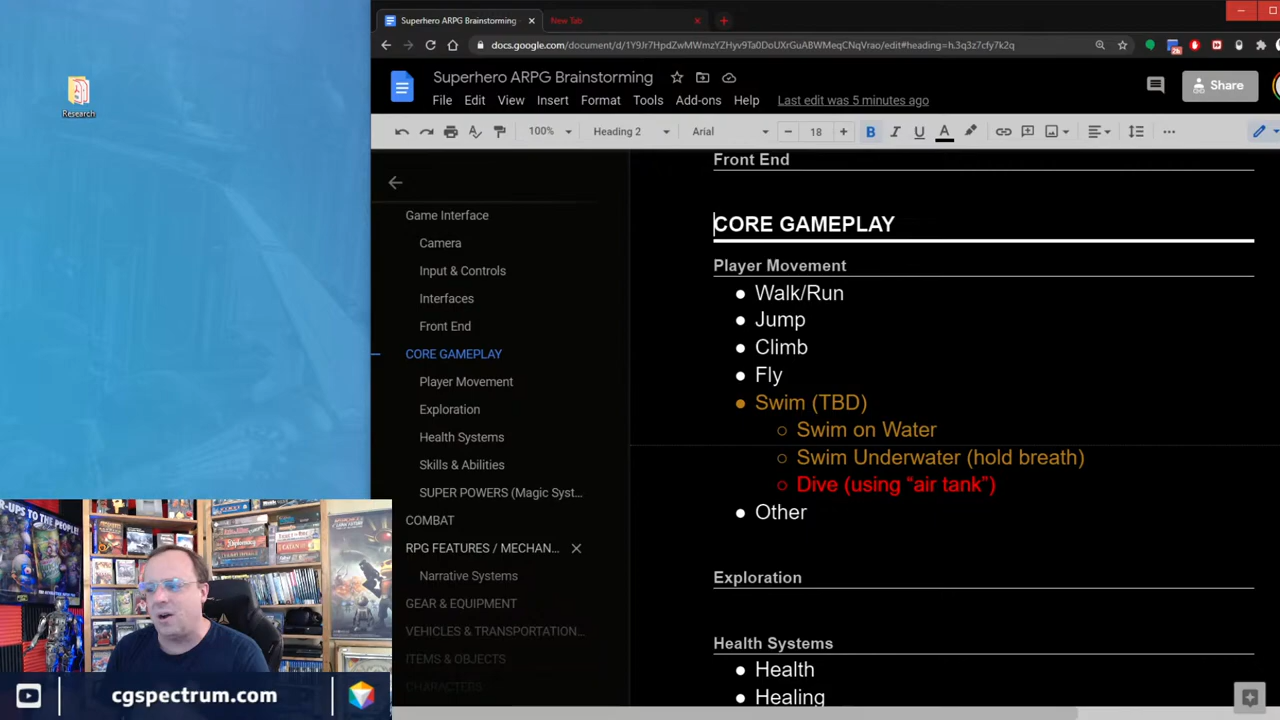 Superhero ARPG Brainstorming
New Tab
docs.google.com/document/d/1Y9Jr7HpdZwMWmzYZHyv9Ta0DoUXrGuABWMeqCNqVrao/edit#heading=h.3q3z7cfy7k2q
Research
Superhero ARPG Brainstorming
File Edit View Insert Format Tools Add-ons Help Last edit was 5 minutes ago
Share
100% Heading 2 Arial 18 B I U A
Game Interface
Camera
Input & Controls
Interfaces
Front End
CORE GAMEPLAY
Player Movement
Exploration
Health Systems
Skills & Abilities
SUPER POWERS (Magic Syst...
COMBAT
RPG FEATURES / MECHAN...
Narrative Systems
GEAR & EQUIPMENT
VEHICLES & TRANSPORTATION...
ITEMS & OBJECTS
CHARACTERS
Front End
CORE GAMEPLAY
Player Movement
● Walk/Run
● Jump
● Climb
● Fly
● Swim (TBD)
○ Swim on Water
○ Swim Underwater (hold breath)
○ Dive (using “air tank”)
● Other
Exploration
Health Systems
● Health
● Healing
cgspectrum.com